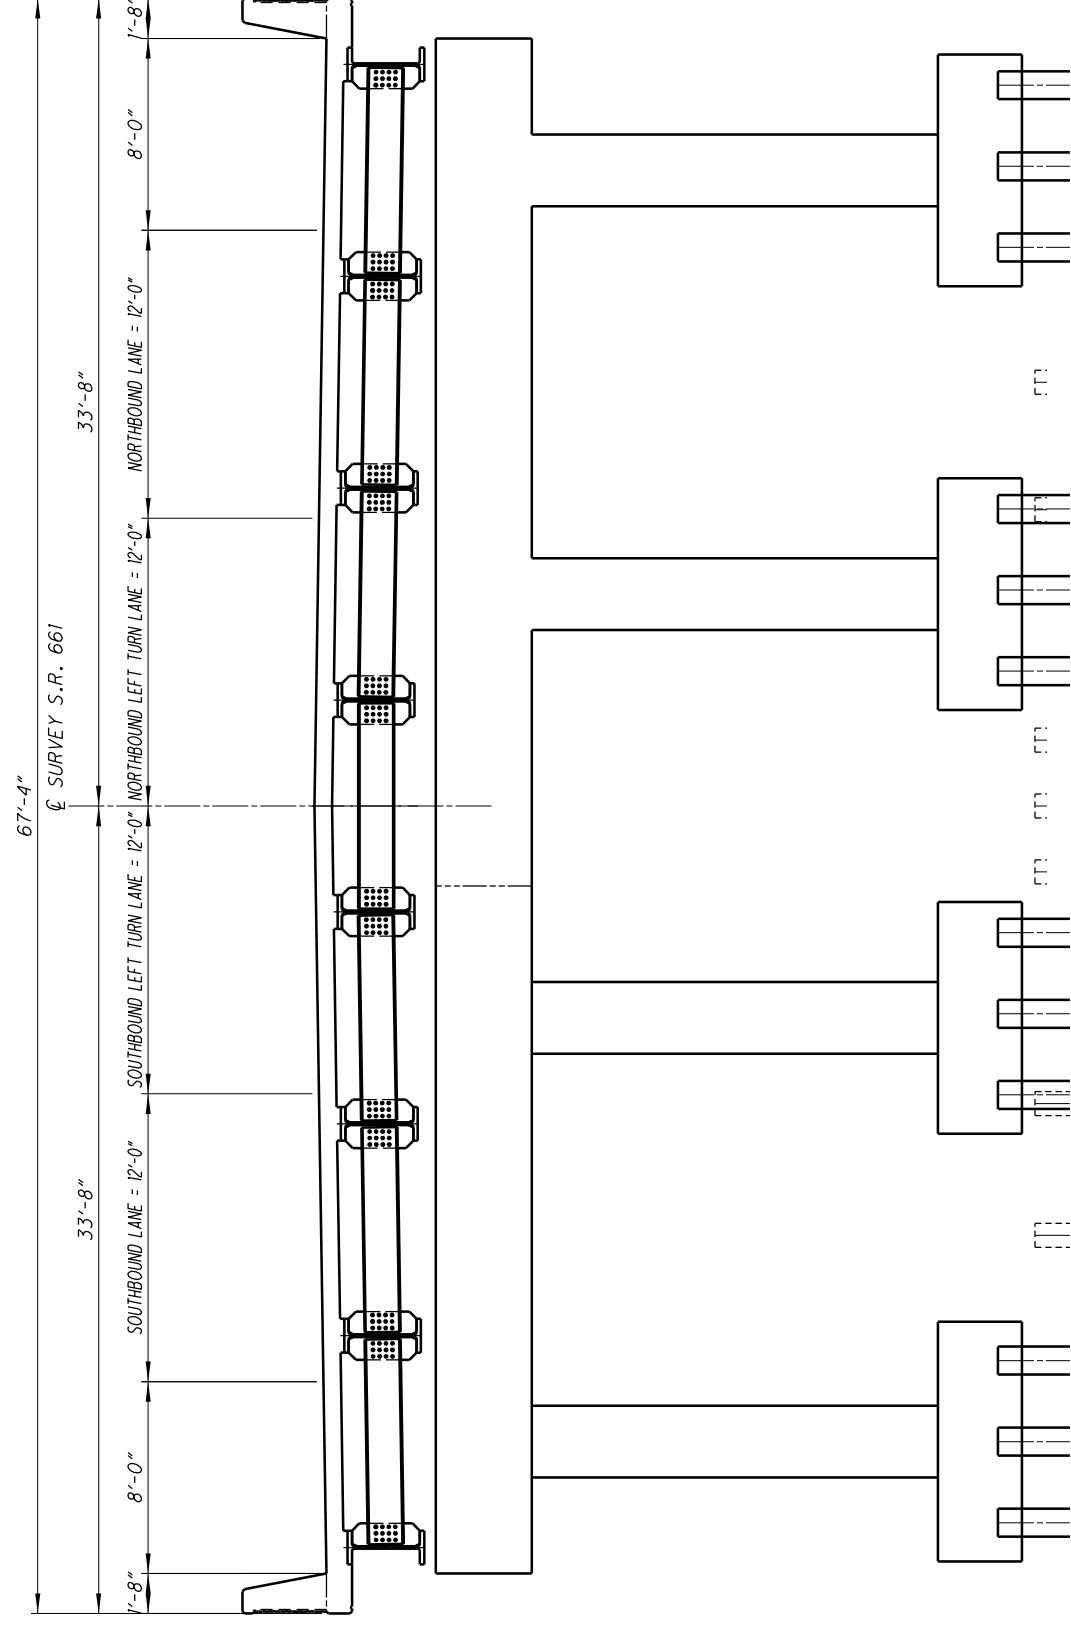 67'-4"
℄ SURVEY S.R. 661
33'-8"
33'-8"
1'-8"
8'-0"
SOUTHBOUND LANE = 12'-0"
SOUTHBOUND LEFT TURN LANE = 12'-0"
NORTHBOUND LEFT TURN LANE = 12'-0"
NORTHBOUND LANE = 12'-0"
8'-0"
1'-8"